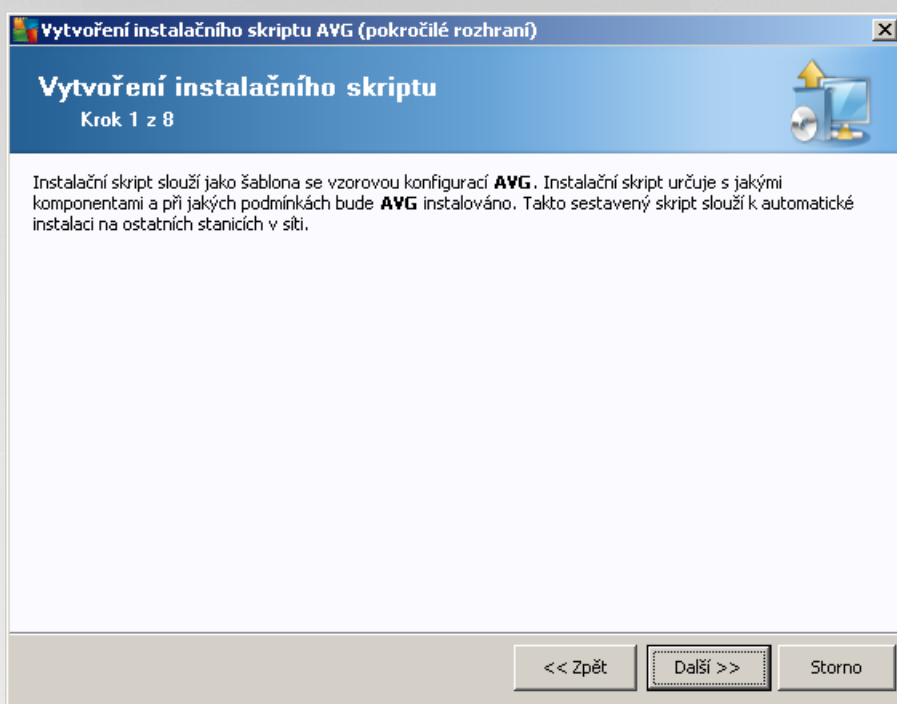 Vytvoření instalačního skriptu AVG (pokročilé rozhraní)
Vytvoření instalačního skriptu
Krok 1 z 8
Instalační skript slouží jako šablona se vzorovou konfigurací AVG. Instalační skript určuje s jakými
komponentami a při jakých podmínkách bude AVG instalováno. Takto sestavený skript slouží k automatické
instalaci na ostatních stanicích v síti.
<< Zpět
Další >>
Storno